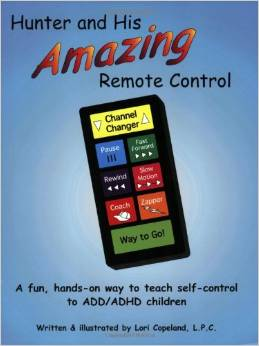 Hunter and His
Amazing
Remote Control
Channel
Changer
Pause
Fast
Forward
Rewind
Slow
Motion
Coach
Zapper
Way to Go!
A fun, hands-on way to teach self-control
to ADD/ADHD children
Written & illustrated by Lori Copeland, L.P.C.